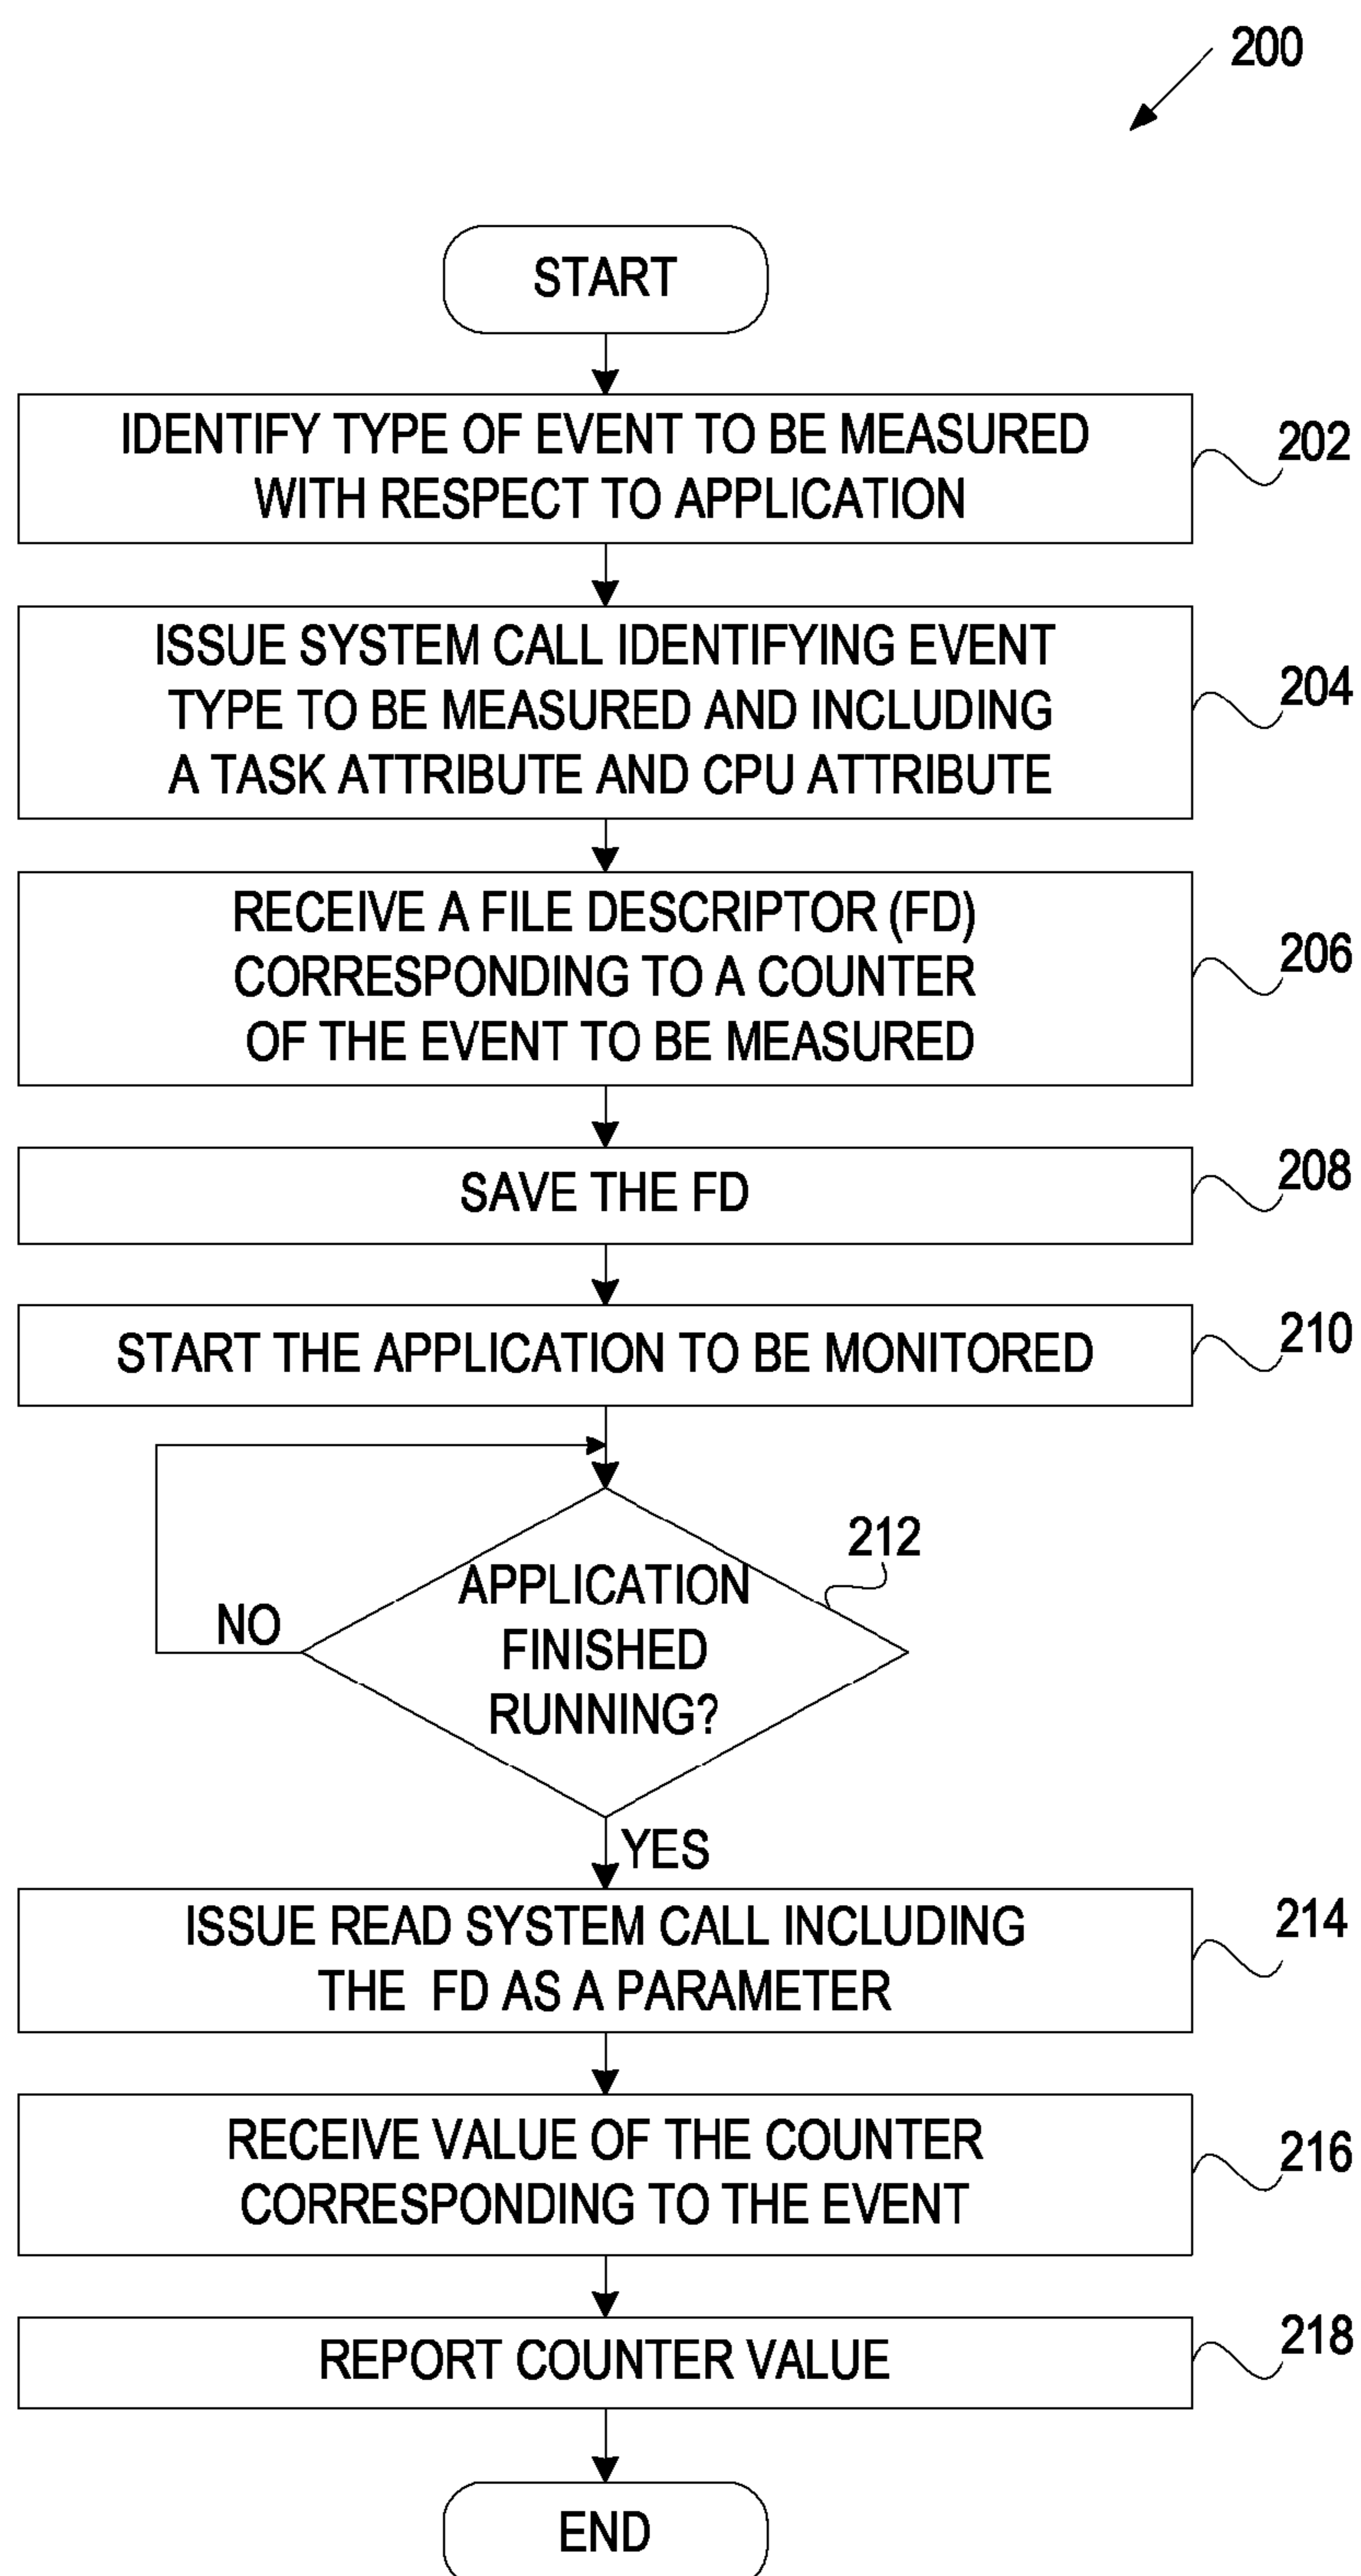 200
START
IDENTIFY TYPE OF EVENT TO BE MEASURED
WITH RESPECT TO APPLICATION
202
ISSUE SYSTEM CALL IDENTIFYING EVENT
TYPE TO BE MEASURED AND INCLUDING
A TASK ATTRIBUTE AND CPU ATTRIBUTE
204
RECEIVE A FILE DESCRIPTOR (FD)
CORRESPONDING TO A COUNTER
OF THE EVENT TO BE MEASURED
206
SAVE THE FD
208
START THE APPLICATION TO BE MONITORED
210
212
APPLICATION
FINISHED
RUNNING?
NO
YES
ISSUE READ SYSTEM CALL INCLUDING
THE FD AS A PARAMETER
214
RECEIVE VALUE OF THE COUNTER
CORRESPONDING TO THE EVENT
216
REPORT COUNTER VALUE
218
END